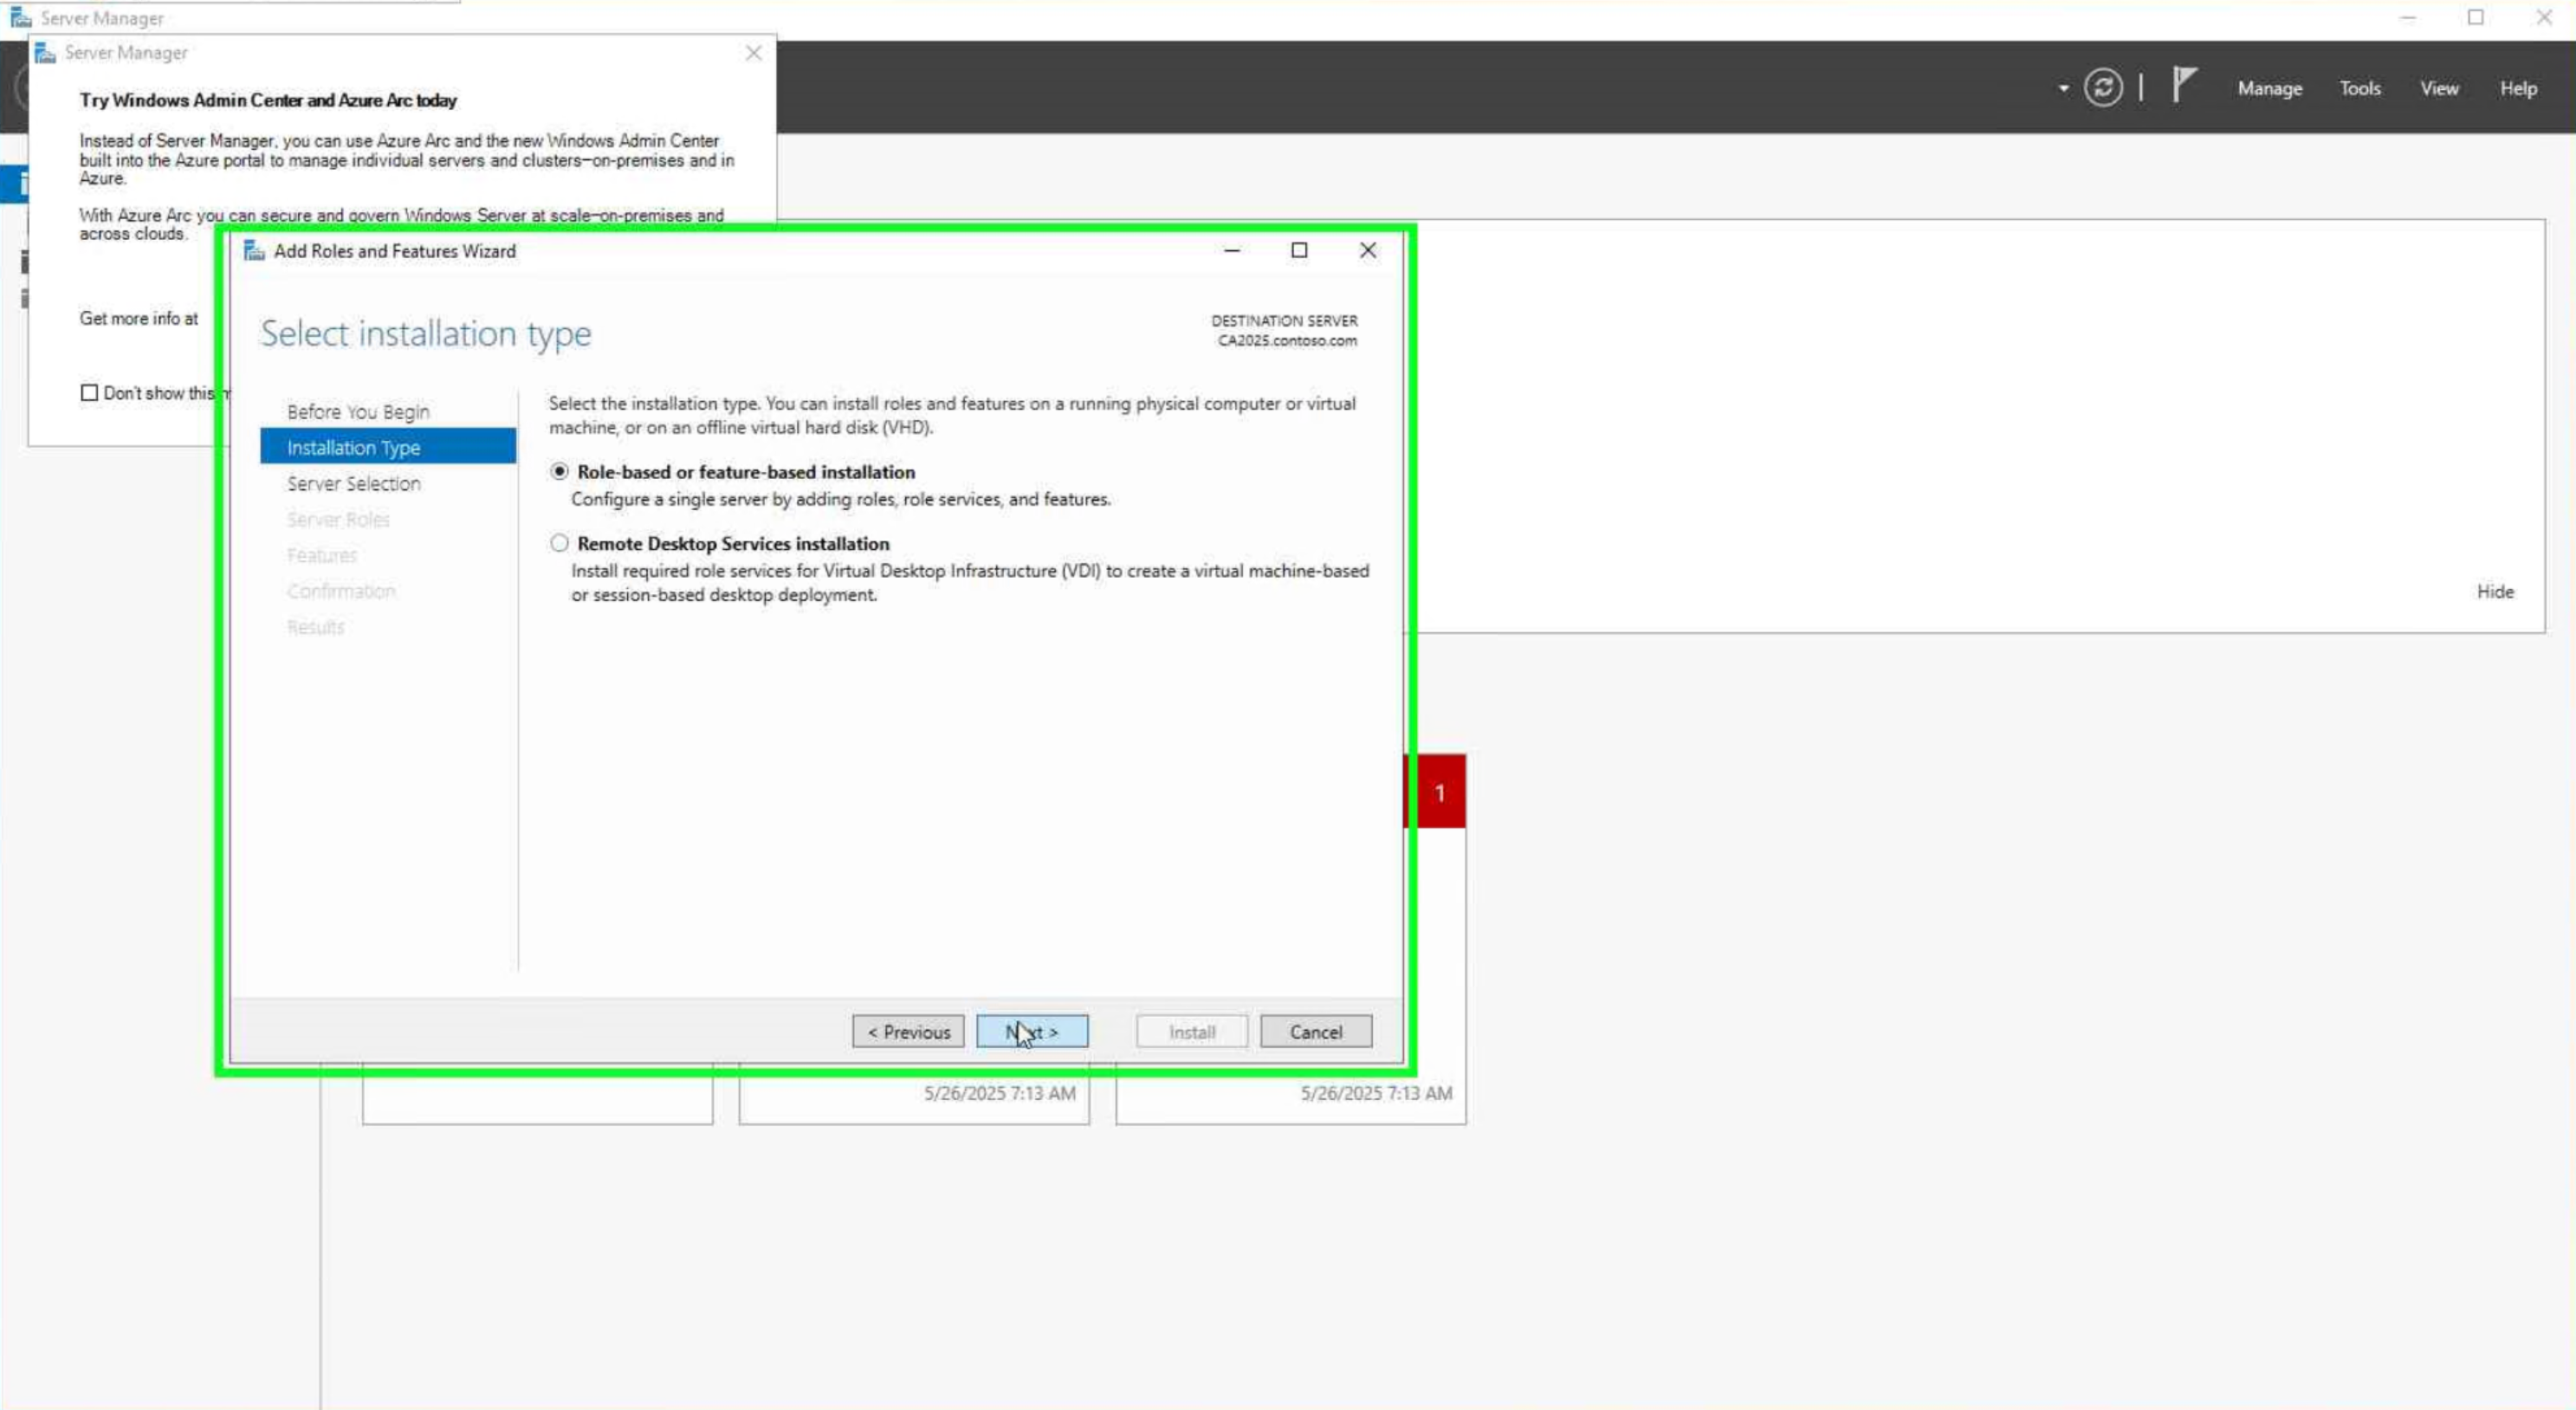 Server Manager
Server Manager
Manage Tools View Help
Try Windows Admin Center and Azure Arc today
Instead of Server Manager, you can use Azure Arc and the new Windows Admin Center
built into the Azure portal to manage individual servers and clusters–on-premises and in
Azure.
With Azure Arc you can secure and govern Windows Server at scale–on-premises and
across clouds.
Get more info at
Don't show this
Add Roles and Features Wizard
Select installation type
DESTINATION SERVER
CA2025.contoso.com
Before You Begin
Installation Type
Server Selection
Server Roles
Features
Confirmation
Results
Select the installation type. You can install roles and features on a running physical computer or virtual
machine, or on an offline virtual hard disk (VHD).
Role-based or feature-based installation
Configure a single server by adding roles, role services, and features.
Remote Desktop Services installation
Install required role services for Virtual Desktop Infrastructure (VDI) to create a virtual machine-based
or session-based desktop deployment.
< Previous Next > Install Cancel
Hide
1
5/26/2025 7:13 AM
5/26/2025 7:13 AM